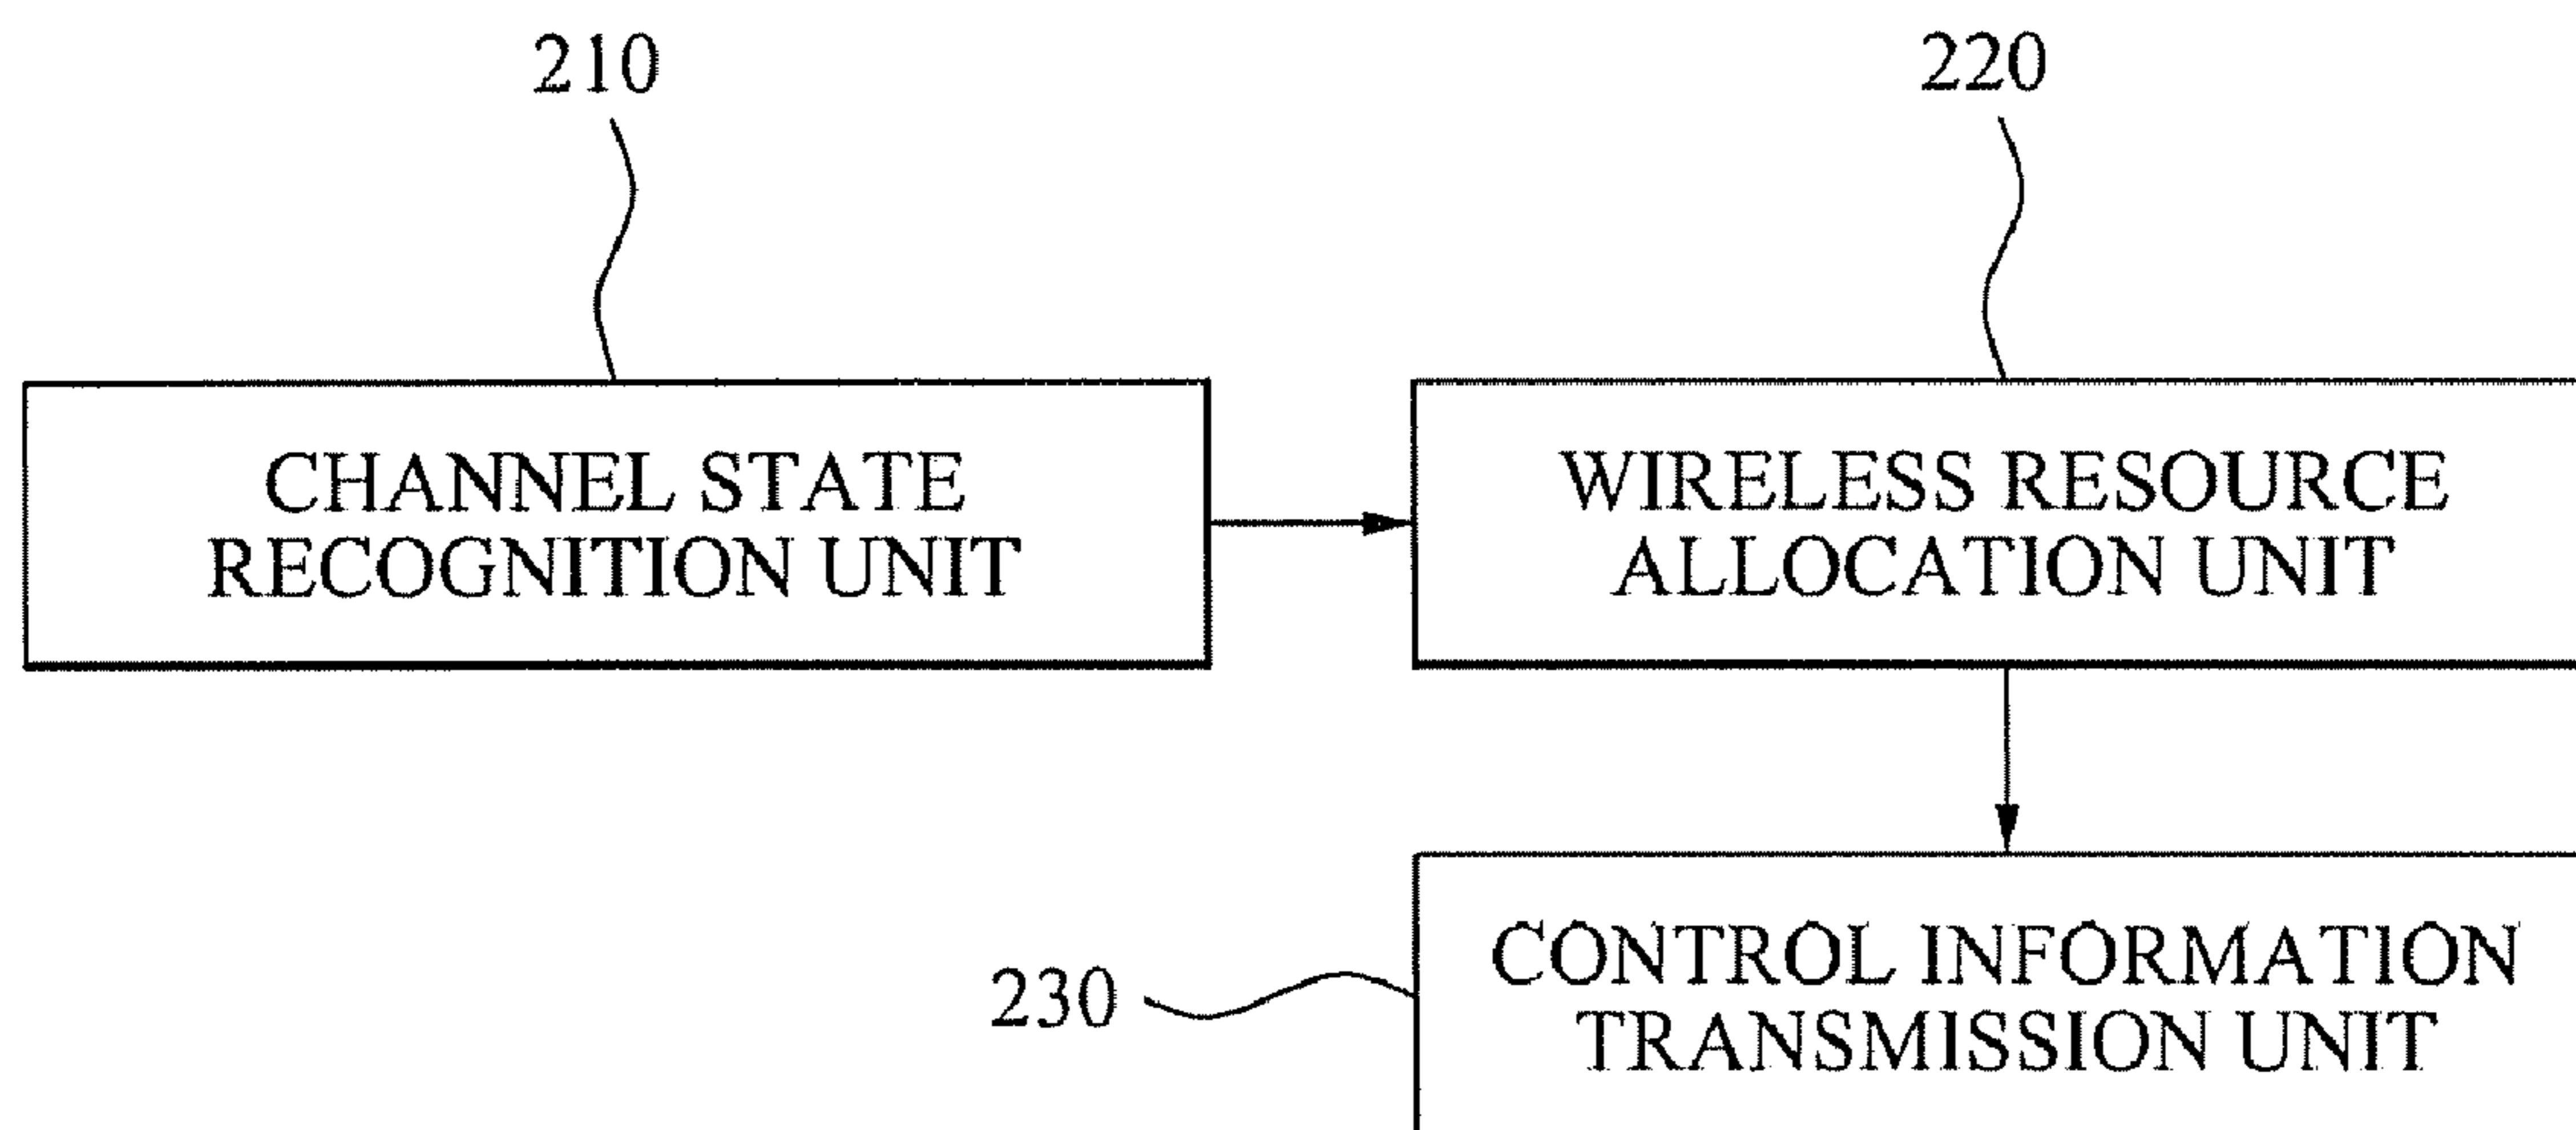 210
220
CHANNEL STATE
RECOGNITION UNIT
WIRELESS RESOURCE
ALLOCATION UNIT
230
CONTROL INFORMATION
TRANSMISSION UNIT